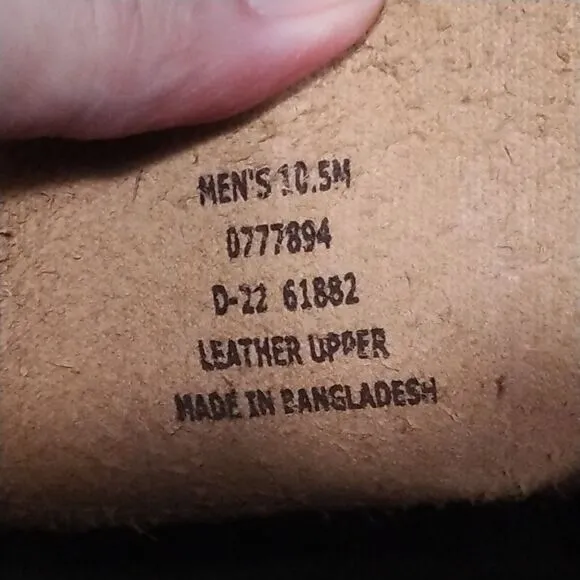 MEN'S 10.5M
0777894
D-22 61882
LEATHER UPPER
MADE IN BANGLADESH